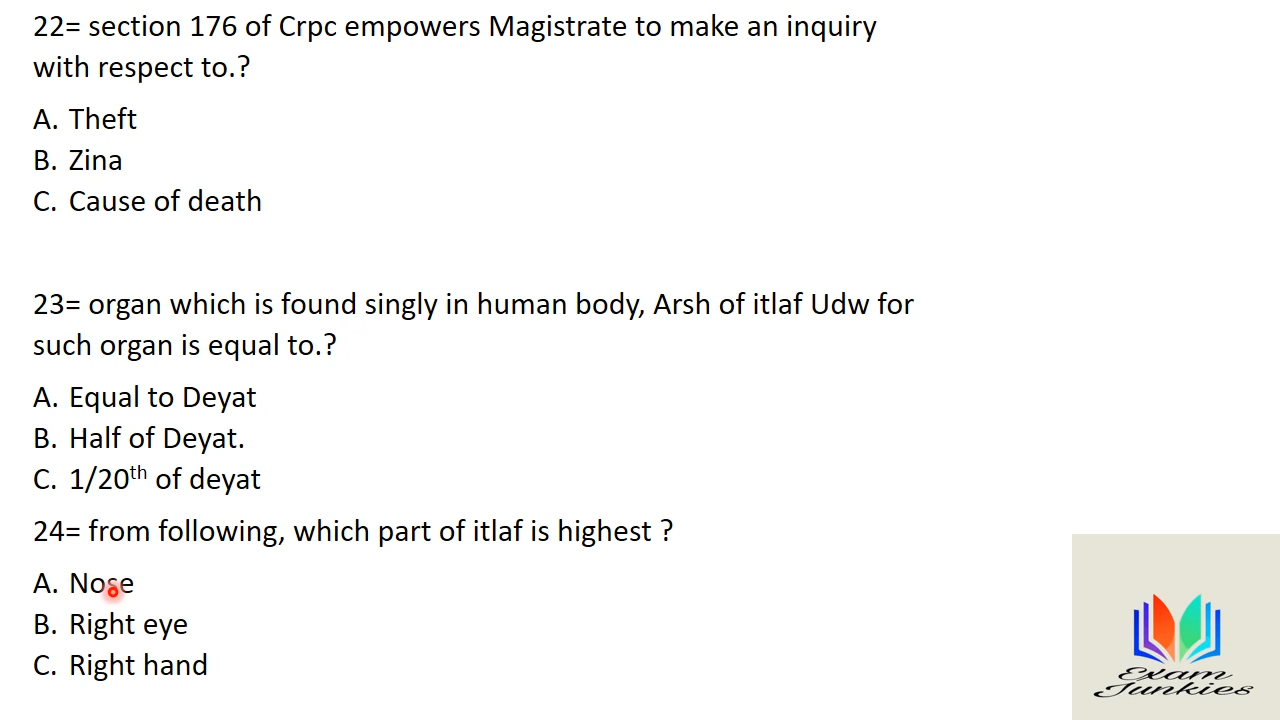 22= section 176 of Crpc empowers Magistrate to make an inquiry
with respect to.?
A. Theft
B. Zina
C. Cause of death
23= organ which is found singly in human body, Arsh of itlaf Udw for
such organ is equal to.?
A. Equal to Deyat
B. Half of Deyat.
C. 1/20th of deyat
24= from following, which part of itlaf is highest ?
A. Nose
B. Right eye
C. Right hand
Exam
Junkies